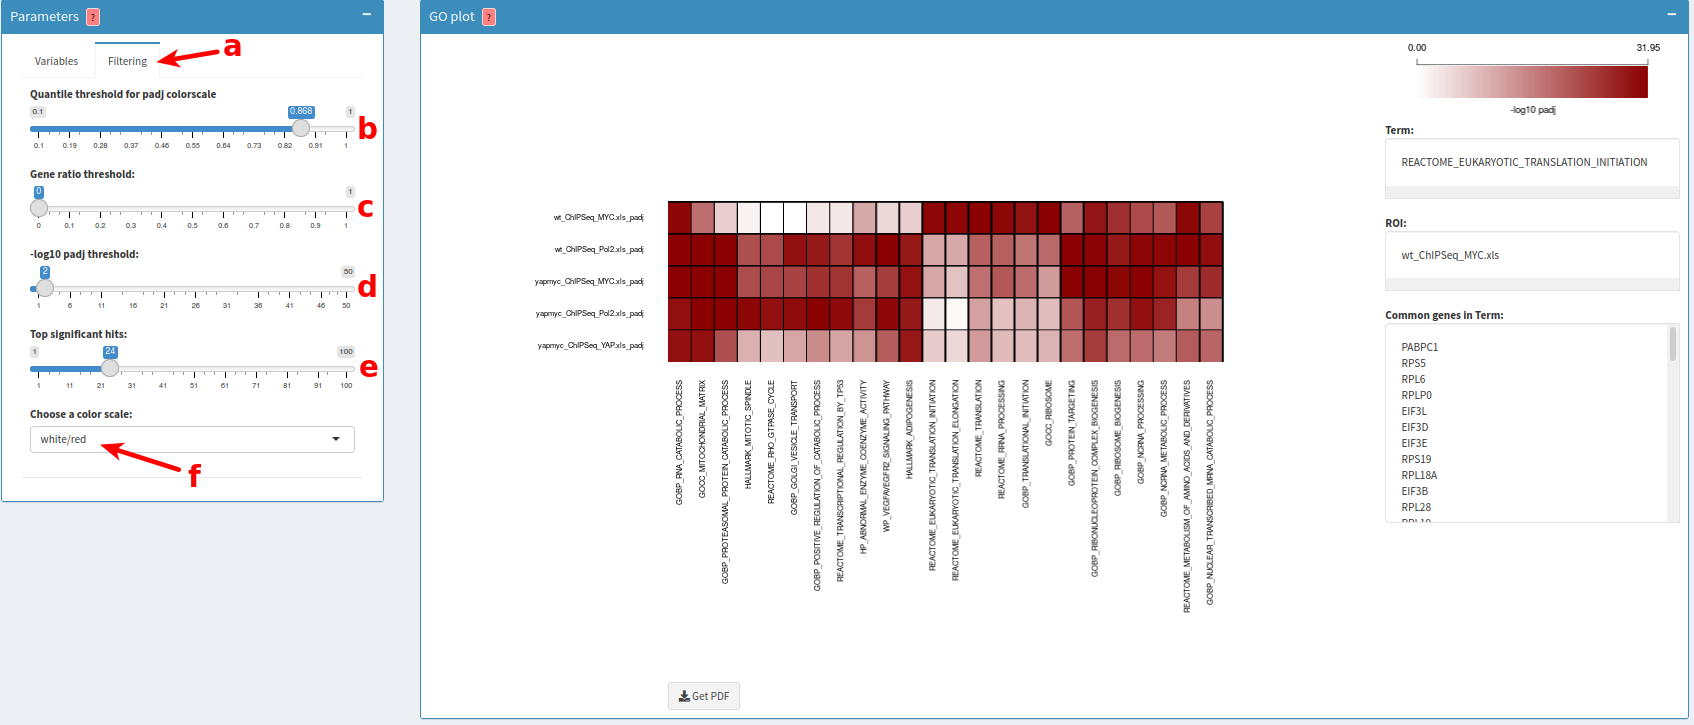 Parameters ?
Variables
Filtering
a
Quantile threshold for padj colorscale
0.1 0.868 1
b
0.1 0.19 0.28 0.37 0.46 0.55 0.64 0.73 0.82 0.91 1
Gene ratio threshold:
0 1
c
0 0.1 0.2 0.3 0.4 0.5 0.6 0.7 0.8 0.9 1
-log10 padj threshold:
2 50
d
1 6 11 16 21 26 31 36 41 46 50
Top significant hits:
1 24 100
e
1 11 21 31 41 51 61 71 81 91 100
Choose a color scale:
white/red
f
GO plot ?
0.00 31.95
-log10 padj
wt_ChIPSeq_MYC.xls_padj
wt_ChIPSeq_Pol2.xls_padj
yapmyc_ChIPSeq_MYC.xls_padj
yapmyc_ChIPSeq_Pol2.xls_padj
yapmyc_ChIPSeq_YAP.xls_padj
GOBP_RNA_CATABOLIC_PROCESS
GOCC_MITOCHONDRIAL_MATRIX
GOBP_PROTEASOMAL_PROTEIN_CATABOLIC_PROCESS
HALLMARK_MITOTIC_SPINDLE
REACTOME_RHO_GTPASE_CYCLE
GOBP_GOLGI_VESICLE_TRANSPORT
GOBP_POSITIVE_REGULATION_OF_CATABOLIC_PROCESS
REACTOME_TRANSCRIPTIONAL_REGULATION_BY_TP53
HP_ABNORMAL_ENZYME_COENZYME_ACTIVITY
WP_VEGFAVEGFR2_SIGNALING_PATHWAY
HALLMARK_ADIPOGENESIS
REACTOME_EUKARYOTIC_TRANSLATION_INITIATION
REACTOME_EUKARYOTIC_TRANSLATION_ELONGATION
REACTOME_TRANSLATION
REACTOME_RRNA_PROCESSING
GOBP_TRANSLATIONAL_INITIATION
GOCC_RIBOSOME
GOBP_PROTEIN_TARGETING
GOBP_RIBONUCLEOPROTEIN_COMPLEX_BIOGENESIS
GOBP_RIBOSOME_BIOGENESIS
GOBP_NCRNA_PROCESSING
GOBP_NCRNA_METABOLIC_PROCESS
REACTOME_METABOLISM_OF_AMINO_ACIDS_AND_DERIVATIVES
GOBP_NUCLEAR_TRANSCRIBED_MRNA_CATABOLIC_PROCESS
Get PDF
Term:
REACTOME_EUKARYOTIC_TRANSLATION_INITIATION
ROI:
wt_ChIPSeq_MYC.xls
Common genes in Term:
PABPC1
RPS5
RPL6
RPLP0
EIF3L
EIF3D
EIF3E
RPS19
RPL18A
EIF3B
RPL28